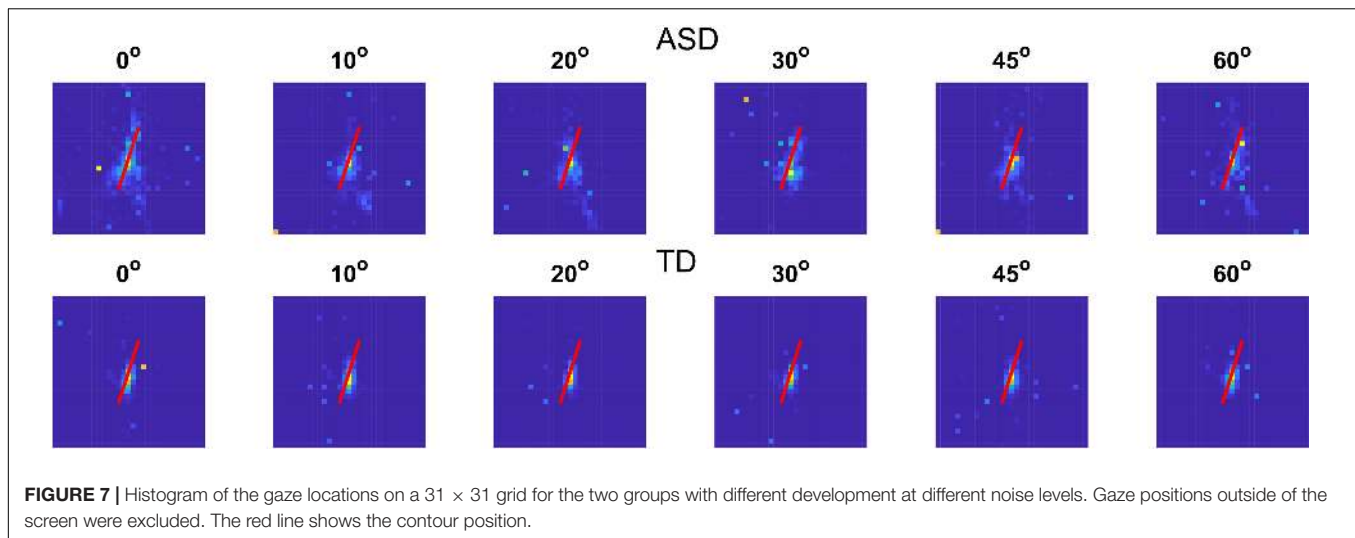 ASD
0° 10° 20° 30° 45° 60°
TD
0° 10° 20° 30° 45° 60°
FIGURE 7 | Histogram of the gaze locations on a 31 × 31 grid for the two groups with different development at different noise levels. Gaze positions outside of the
screen were excluded. The red line shows the contour position.